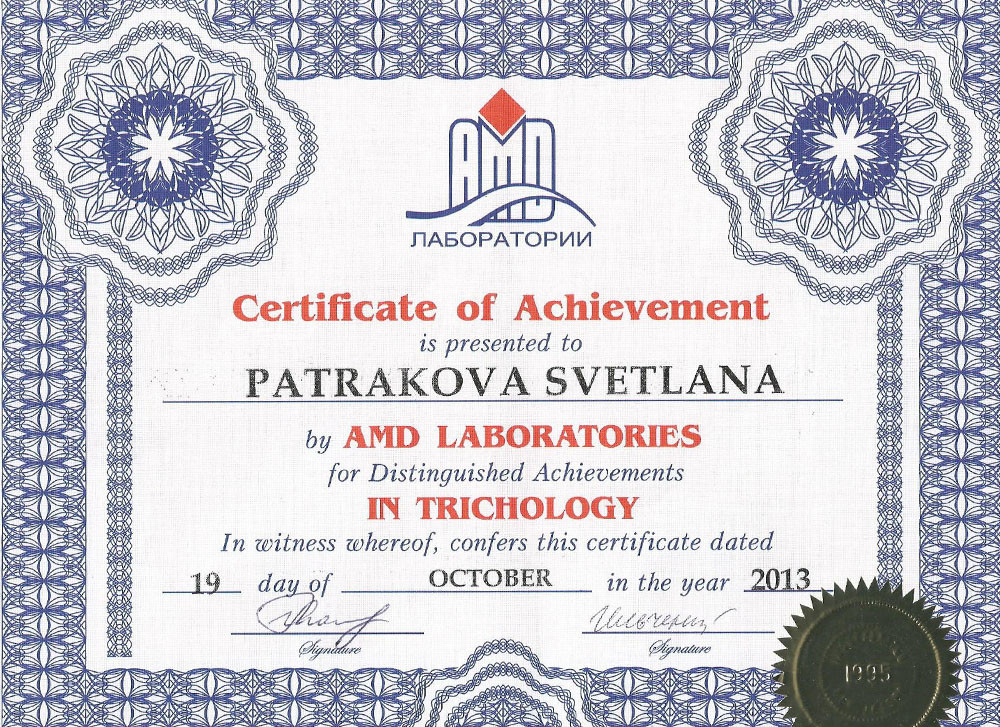 AMD
ЛАБОРАТОРИИ
Certificate of Achievement
is presented to
PATRAKOVA SVETLANA
by AMD LABORATORIES
for Distinguished Achievements
IN TRICHOLOGY
In witness whereof, confers this certificate dated
19 day of OCTOBER in the year 2013
Signature Signature
1995